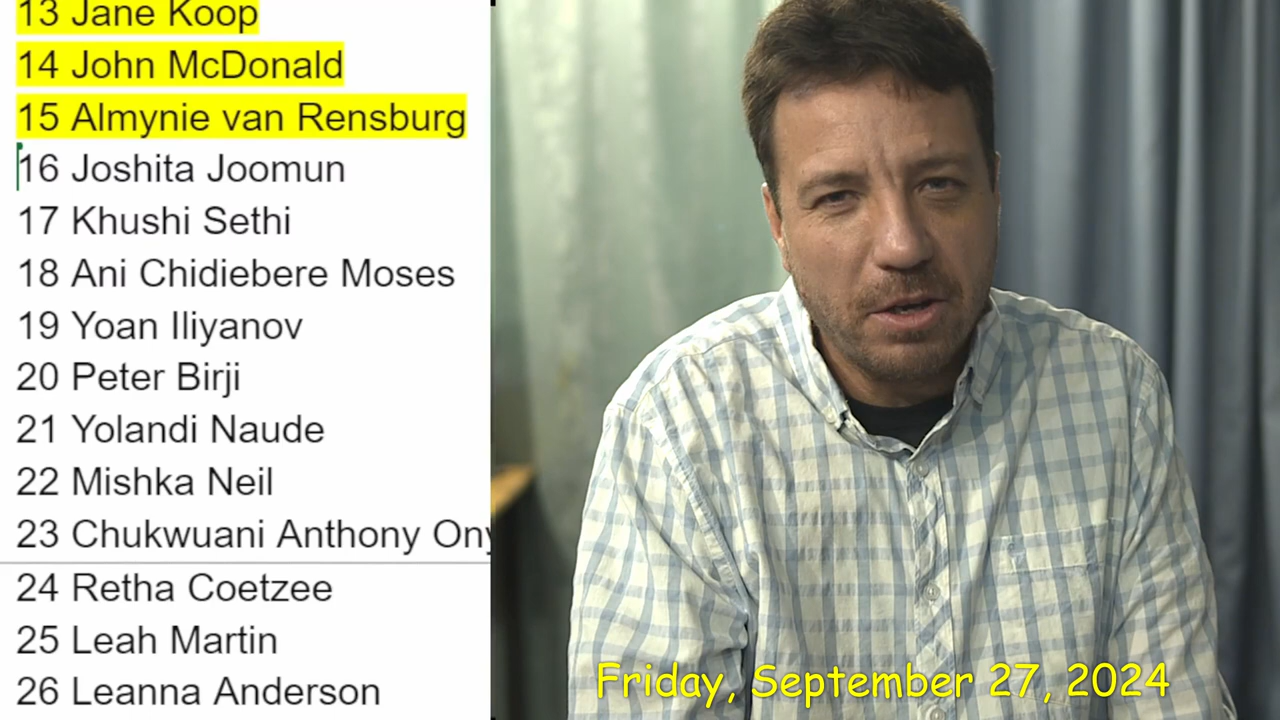 13 Jane Koop
14 John McDonald
15 Almynie van Rensburg
16 Joshita Joomun
17 Khushi Sethi
18 Ani Chidiebere Moses
19 Yoan Iliyanov
20 Peter Birji
21 Yolandi Naude
22 Mishka Neil
23 Chukwuani Anthony
24 Retha Coetzee
25 Leah Martin
26 Leanna Anderson
Friday, September 27, 2024